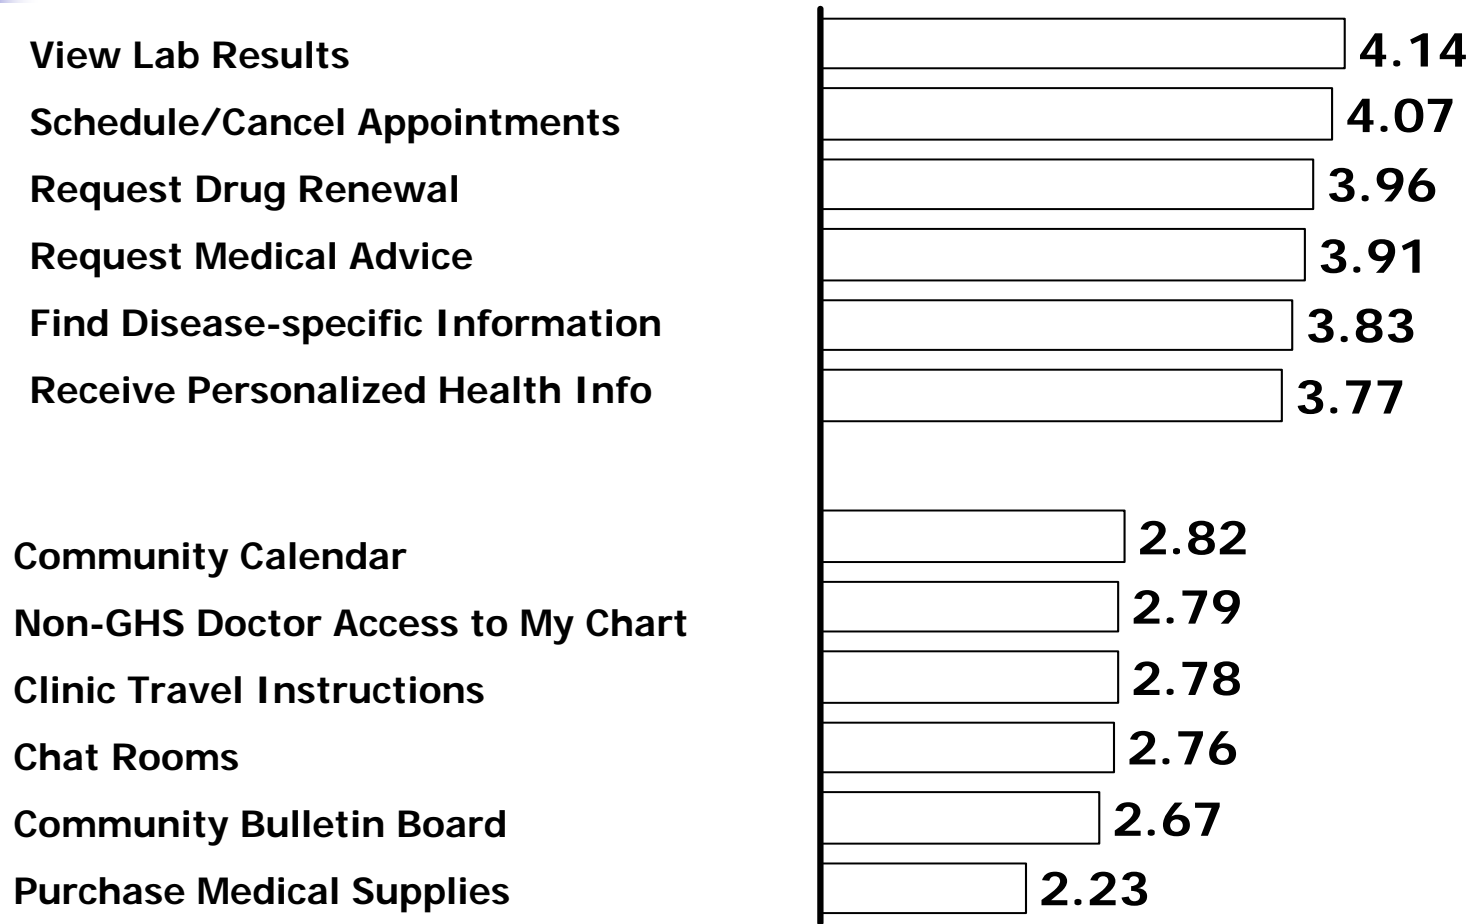 View Lab Results 4.14
Schedule/Cancel Appointments 4.07
Request Drug Renewal 3.96
Request Medical Advice 3.91
Find Disease-specific Information 3.83
Receive Personalized Health Info 3.77
Community Calendar 2.82
Non-GHS Doctor Access to My Chart 2.79
Clinic Travel Instructions 2.78
Chat Rooms 2.76
Community Bulletin Board 2.67
Purchase Medical Supplies 2.23